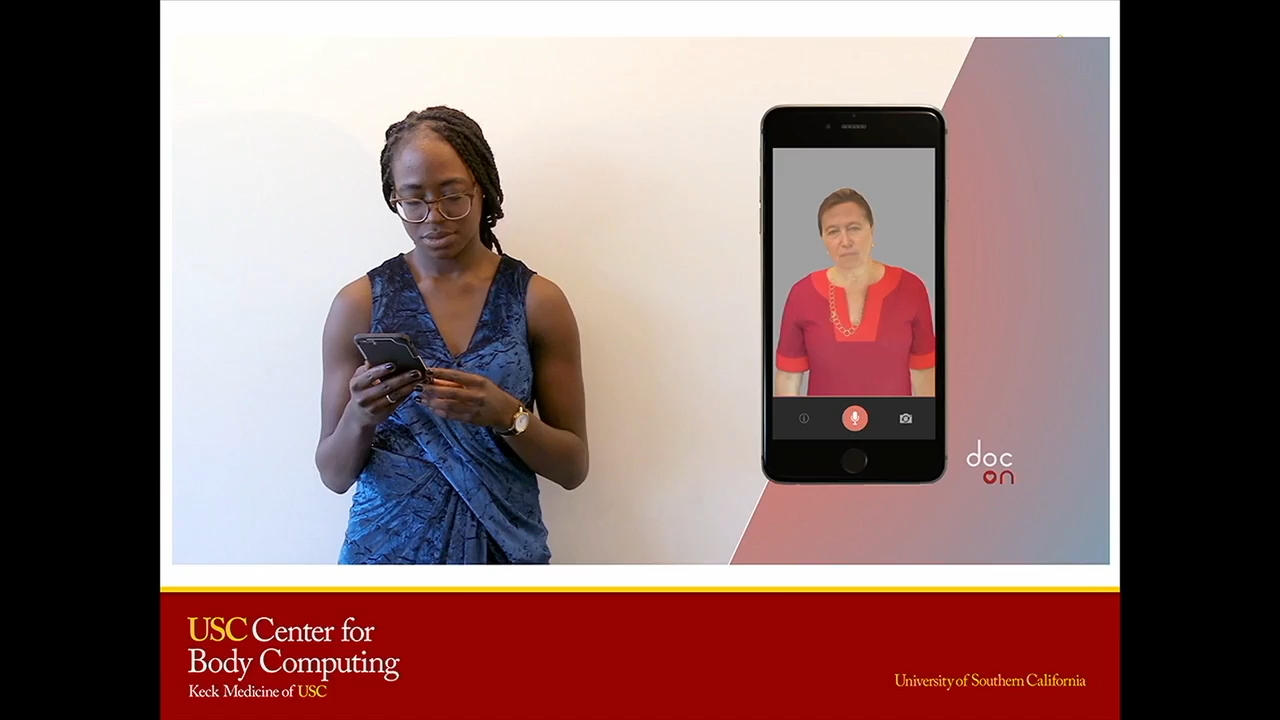 doc
on
USC Center for
Body Computing
Keck Medicine of USC
University of Southern California